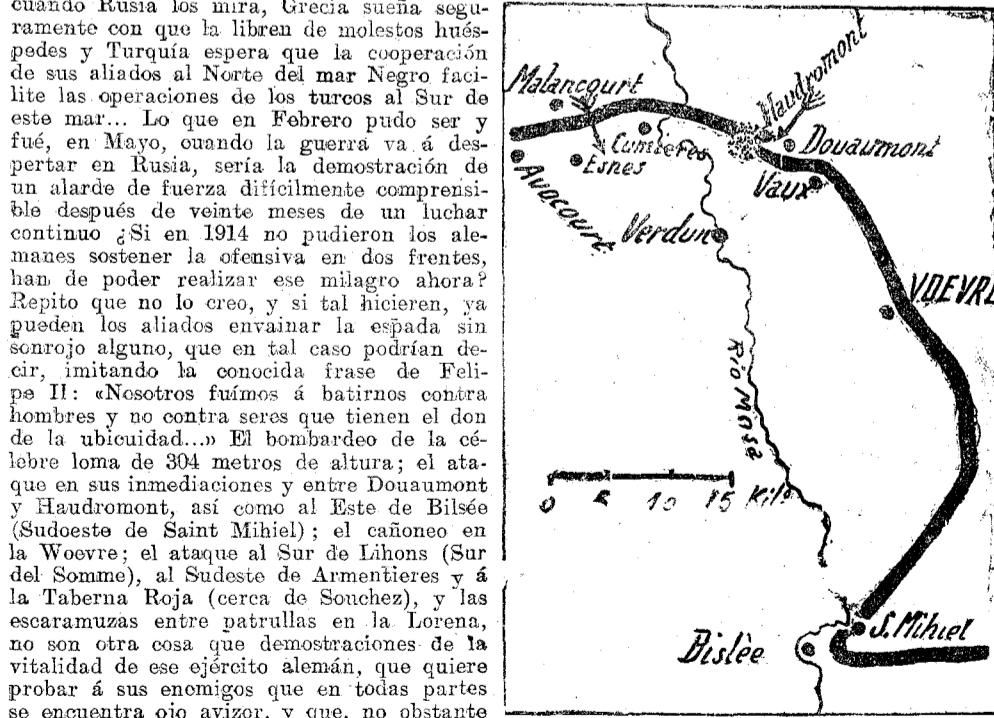 cuando Rusia los mira, Grecia sueña segu-
ramente con que la libren de molestos hués-
pedes y Turquía espera que la cooperación
de sus aliados al Norte del mar Negro faci-
lite las operaciones de los turcos al Sur de
este mar... Lo que en Febrero pudo ser y
fué, en Mayo, cuando la guerra va á des-
pertar en Rusia, sería la demostración de
un alarde de fuerza difícilmente comprensi-
ble después de veinte meses de un luchar
continuo ¿Si en 1914 no pudieron los ale-
manes sostener la ofensiva en dos frentes,
han de poder realizar ese milagro ahora?
Repito que no lo creo, y si tal hicieren, ya
pueden los aliados envainar la espada sin
sonrojo alguno, que en tal caso podrían de-
cir, imitando la conocida frase de Feli-
pe II: «Nosotros fuímos á batirnos contra
hombres y no contra seres que tienen el don
de la ubicuidad...» El bombardeo de la cé-
lebre loma de 304 metros de altura; el ata-
que en sus inmediaciones y entre Douaumont
y Haudromont, así como al Este de Bilsée
(Sudoeste de Saint Mihiel); el cañoneo en
la Woevre; el ataque al Sur de Lihons (Sur
del Somme), al Sudeste de Armentieres y á
la Taberna Roja (cerca de Souchez), y las
escaramuzas entre patrullas en la Lorena,
no son otra cosa que demostraciones de la
vitalidad de ese ejército alemán, que quiere
probar á sus enemigos que en todas partes
se encuentra ojo avizor, y que, no obstante
Malancourt
Haudromont
Cumieres
Douaumont
Esnes
Avocourt
Vaux
Verdun
VOEVRE
Rio Mosa
0 5 10 15 Kils
S. Mihiel
Bislèe